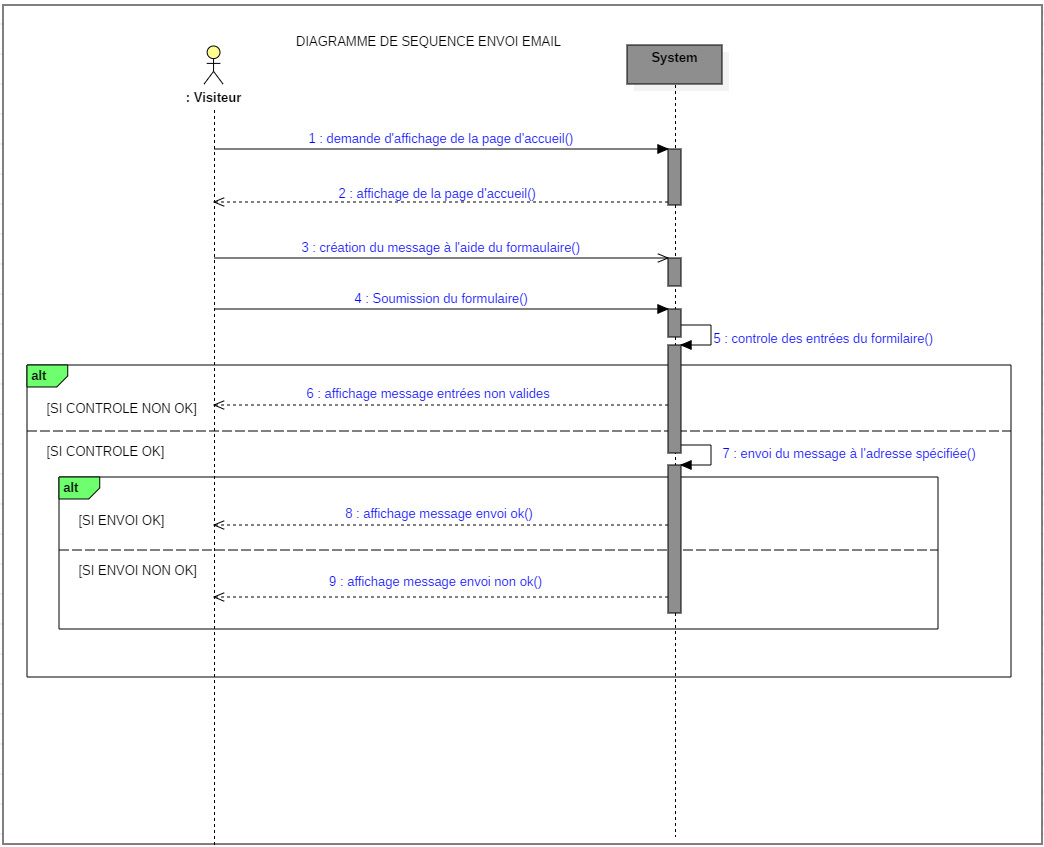 DIAGRAMME DE SEQUENCE ENVOI EMAIL
System
: Visiteur
1 : demande d'affichage de la page d'accueil()
2 : affichage de la page d'accueil()
3 : création du message à l'aide du formaulaire()
4 : Soumission du formulaire()
5 : controle des entrées du formilaire()
alt
6 : affichage message entrées non valides
[SI CONTROLE NON OK]
[SI CONTROLE OK]
7 : envoi du message à l'adresse spécifiée()
alt
8 : affichage message envoi ok()
[SI ENVOI OK]
[SI ENVOI NON OK]
9 : affichage message envoi non ok()